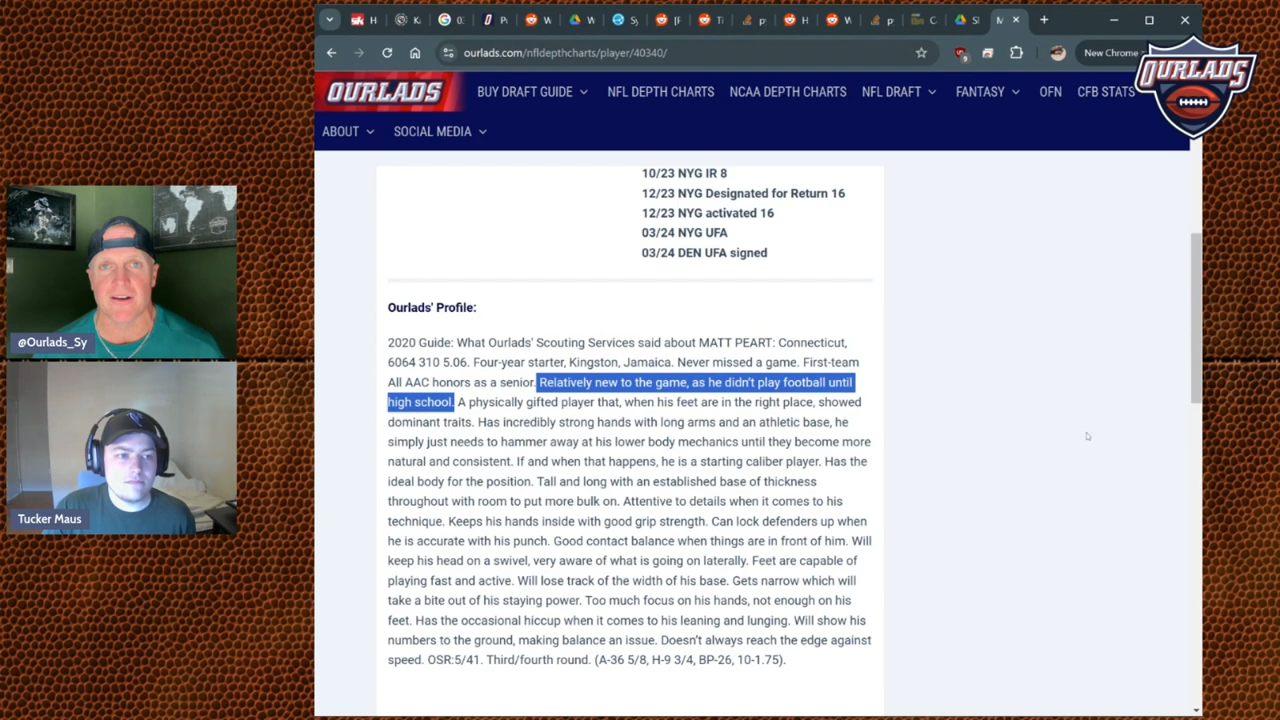 H
K
0:
P
W
W
Sy
[F
Ti
p
H
W
p
C
Sl
M
ourlads.com/nfldepthcharts/player/40340/
9
New Chrome
OURLADS
OURLADS
BUY DRAFT GUIDE
NFL DEPTH CHARTS
NCAA DEPTH CHARTS
NFL DRAFT
FANTASY
OFN
CFB STATS
ABOUT
SOCIAL MEDIA
10/23 NYG IR 8
12/23 NYG Designated for Return 16
12/23 NYG activated 16
03/24 NYG UFA
03/24 DEN UFA signed
Ourlads' Profile:
2020 Guide: What Ourlads' Scouting Services said about MATT PEART: Connecticut,
6064 310 5.06. Four-year starter, Kingston, Jamaica. Never missed a game. First-team
All AAC honors as a senior. Relatively new to the game, as he didn't play football until
high school. A physically gifted player that, when his feet are in the right place, showed
dominant traits. Has incredibly strong hands with long arms and an athletic base, he
simply just needs to hammer away at his lower body mechanics until they become more
natural and consistent. If and when that happens, he is a starting caliber player. Has the
ideal body for the position. Tall and long with an established base of thickness
throughout with room to put more bulk on. Attentive to details when it comes to his
technique. Keeps his hands inside with good grip strength. Can lock defenders up when
he is accurate with his punch. Good contact balance when things are in front of him. Will
keep his head on a swivel, very aware of what is going on laterally. Feet are capable of
playing fast and active. Will lose track of the width of his base. Gets narrow which will
take a bite out of his staying power. Too much focus on his hands, not enough on his
feet. Has the occasional hiccup when it comes to his leaning and lunging. Will show his
numbers to the ground, making balance an issue. Doesn't always reach the edge against
speed. OSR:5/41. Third/fourth round. (A-36 5/8, H-9 3/4, BP-26, 10-1.75).
@Ourlads_Sy
Tucker Maus